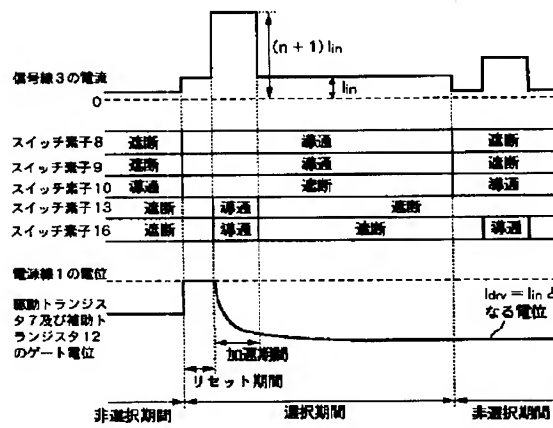 (n + 1) Iin
信号線3の電流
Iin
0
スイッチ素子8 遮断 導通 遮断
スイッチ素子9 遮断 導通 遮断
スイッチ素子10 導通 遮断 導通
スイッチ素子13 遮断 導通 遮断
スイッチ素子16 遮断 導通 遮断 導通
電源線1の電位
駆動トランジス
タ7及び補助ト
ランジスタ12
のゲート電位
Idrv = Iin と
なる電位
加速期間
リセット期間
非選択期間 選択期間 非選択期間